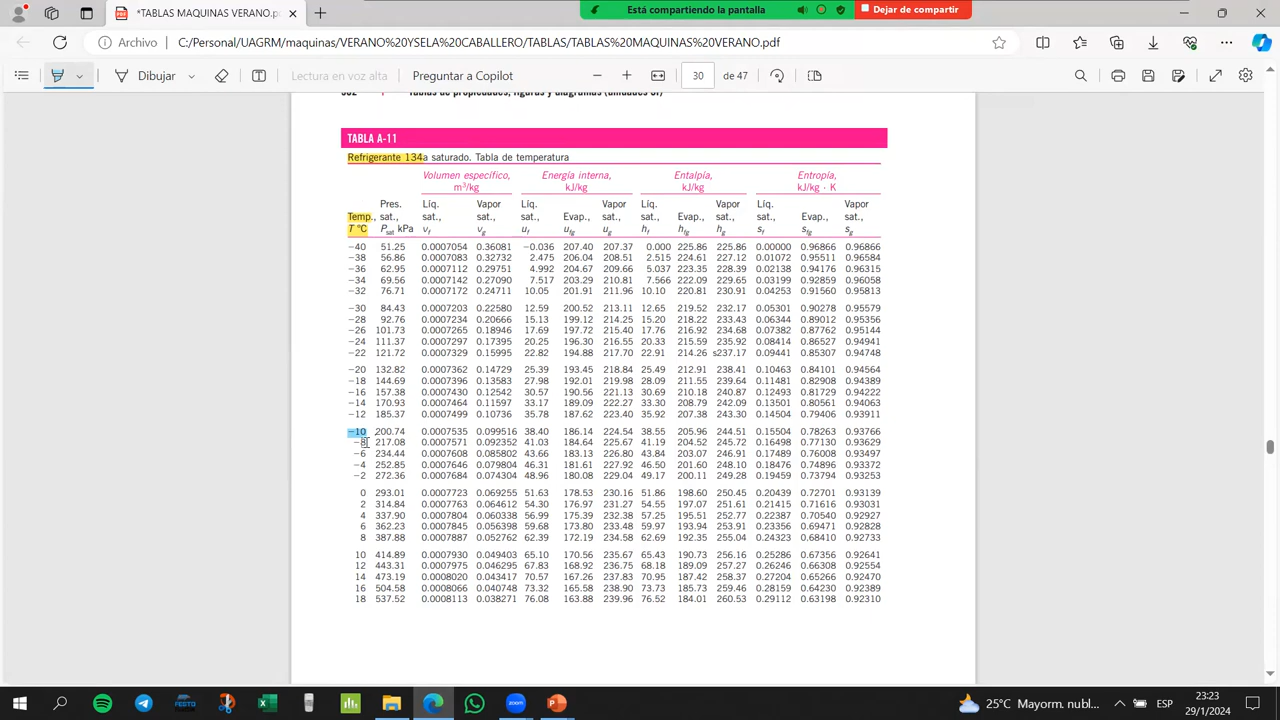 *TABLAS MAQUINAS VERANO.pdf
Está compartiendo la pantalla
Dejar de compartir
Archivo
C:/Personal/UAGRM/maquinas/VERANO%20YSELA%20CABALLERO/TABLAS/TABLAS%20MAQUINAS%20VERANO.pdf
Dibujar
Lectura en voz alta
Preguntar a Copilot
30
de 47
Tablas de propiedades, figuras y diagramas (unidades SI)
TABLA A-11
Refrigerante 134a saturado. Tabla de temperatura
Volumen específico, Energía interna, Entalpía, Entropía,
m³/kg kJ/kg kJ/kg kJ/kg · K
Pres. Líq. Vapor Líq. Vapor Líq. Vapor Líq. Vapor
Temp., sat., sat., sat., sat., Evap., sat., sat., Evap., sat., sat., Evap., sat.,
T °C Psat kPa vf vg uf ufg ug hf hfg hg sf sfg sg
−40 51.25 0.0007054 0.36081 −0.036 207.40 207.37 0.000 225.86 225.86 0.00000 0.96866 0.96866
−38 56.86 0.0007083 0.32732 2.475 206.04 208.51 2.515 224.61 227.12 0.01072 0.95511 0.96584
−36 62.95 0.0007112 0.29751 4.992 204.67 209.66 5.037 223.35 228.39 0.02138 0.94176 0.96315
−34 69.56 0.0007142 0.27090 7.517 203.29 210.81 7.566 222.09 229.65 0.03199 0.92859 0.96058
−32 76.71 0.0007172 0.24711 10.05 201.91 211.96 10.10 220.81 230.91 0.04253 0.91560 0.95813
−30 84.43 0.0007203 0.22580 12.59 200.52 213.11 12.65 219.52 232.17 0.05301 0.90278 0.95579
−28 92.76 0.0007234 0.20666 15.13 199.12 214.25 15.20 218.22 233.43 0.06344 0.89012 0.95356
−26 101.73 0.0007265 0.18946 17.69 197.72 215.40 17.76 216.92 234.68 0.07382 0.87762 0.95144
−24 111.37 0.0007297 0.17395 20.25 196.30 216.55 20.33 215.59 235.92 0.08414 0.86527 0.94941
−22 121.72 0.0007329 0.15995 22.82 194.88 217.70 22.91 214.26 s237.17 0.09441 0.85307 0.94748
−20 132.82 0.0007362 0.14729 25.39 193.45 218.84 25.49 212.91 238.41 0.10463 0.84101 0.94564
−18 144.69 0.0007396 0.13583 27.98 192.01 219.98 28.09 211.55 239.64 0.11481 0.82908 0.94389
−16 157.38 0.0007430 0.12542 30.57 190.56 221.13 30.69 210.18 240.87 0.12493 0.81729 0.94222
−14 170.93 0.0007464 0.11597 33.17 189.09 222.27 33.30 208.79 242.09 0.13501 0.80561 0.94063
−12 185.37 0.0007499 0.10736 35.78 187.62 223.40 35.92 207.38 243.30 0.14504 0.79406 0.93911
−10 200.74 0.0007535 0.099516 38.40 186.14 224.54 38.55 205.96 244.51 0.15504 0.78263 0.93766
−8 217.08 0.0007571 0.092352 41.03 184.64 225.67 41.19 204.52 245.72 0.16498 0.77130 0.93629
−6 234.44 0.0007608 0.085802 43.66 183.13 226.80 43.84 203.07 246.91 0.17489 0.76008 0.93497
−4 252.85 0.0007646 0.079804 46.31 181.61 227.92 46.50 201.60 248.10 0.18476 0.74896 0.93372
−2 272.36 0.0007684 0.074304 48.96 180.08 229.04 49.17 200.11 249.28 0.19459 0.73794 0.93253
0 293.01 0.0007723 0.069255 51.63 178.53 230.16 51.86 198.60 250.45 0.20439 0.72701 0.93139
2 314.84 0.0007763 0.064612 54.30 176.97 231.27 54.55 197.07 251.61 0.21415 0.71616 0.93031
4 337.90 0.0007804 0.060338 56.99 175.39 232.38 57.25 195.51 252.77 0.22387 0.70540 0.92927
6 362.23 0.0007845 0.056398 59.68 173.80 233.48 59.97 193.94 253.91 0.23356 0.69471 0.92828
8 387.88 0.0007887 0.052762 62.39 172.19 234.58 62.69 192.35 255.04 0.24323 0.68410 0.92733
10 414.89 0.0007930 0.049403 65.10 170.56 235.67 65.43 190.73 256.16 0.25286 0.67356 0.92641
12 443.31 0.0007975 0.046295 67.83 168.92 236.75 68.18 189.09 257.27 0.26246 0.66308 0.92554
14 473.19 0.0008020 0.043417 70.57 167.26 237.83 70.95 187.42 258.37 0.27204 0.65266 0.92470
16 504.58 0.0008066 0.040748 73.32 165.58 238.90 73.73 185.73 259.46 0.28159 0.64230 0.92389
18 537.52 0.0008113 0.038271 76.08 163.88 239.96 76.52 184.01 260.53 0.29112 0.63198 0.92310
FESTO
25°C Mayorm. nubl...
ESP
23:23
29/1/2024